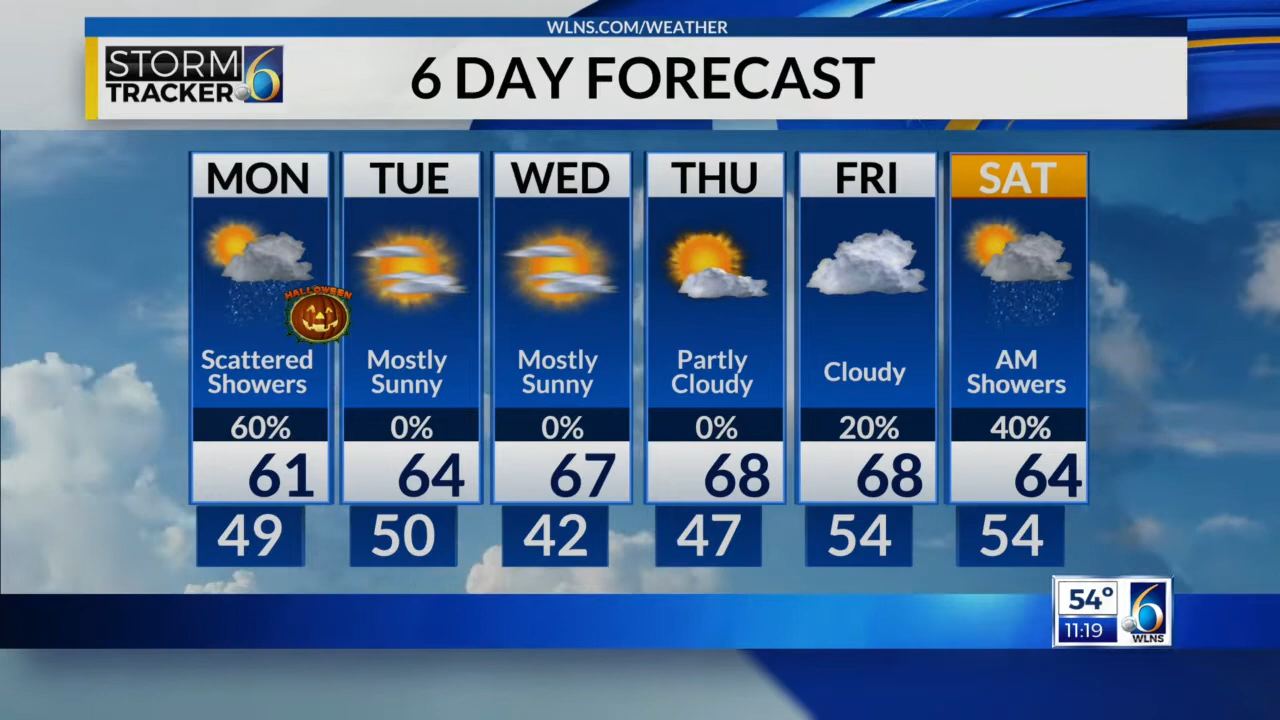 WLNS.COM/WEATHER
STORM
TRACKER 6
6 DAY FORECAST
MON TUE WED THU FRI SAT
HALLOWEEN
Scattered Showers
Mostly Sunny
Mostly Sunny
Partly Cloudy
Cloudy
AM Showers
60% 0% 0% 0% 20% 40%
61 64 67 68 68 64
49 50 42 47 54 54
54°
11:19
6
WLNS